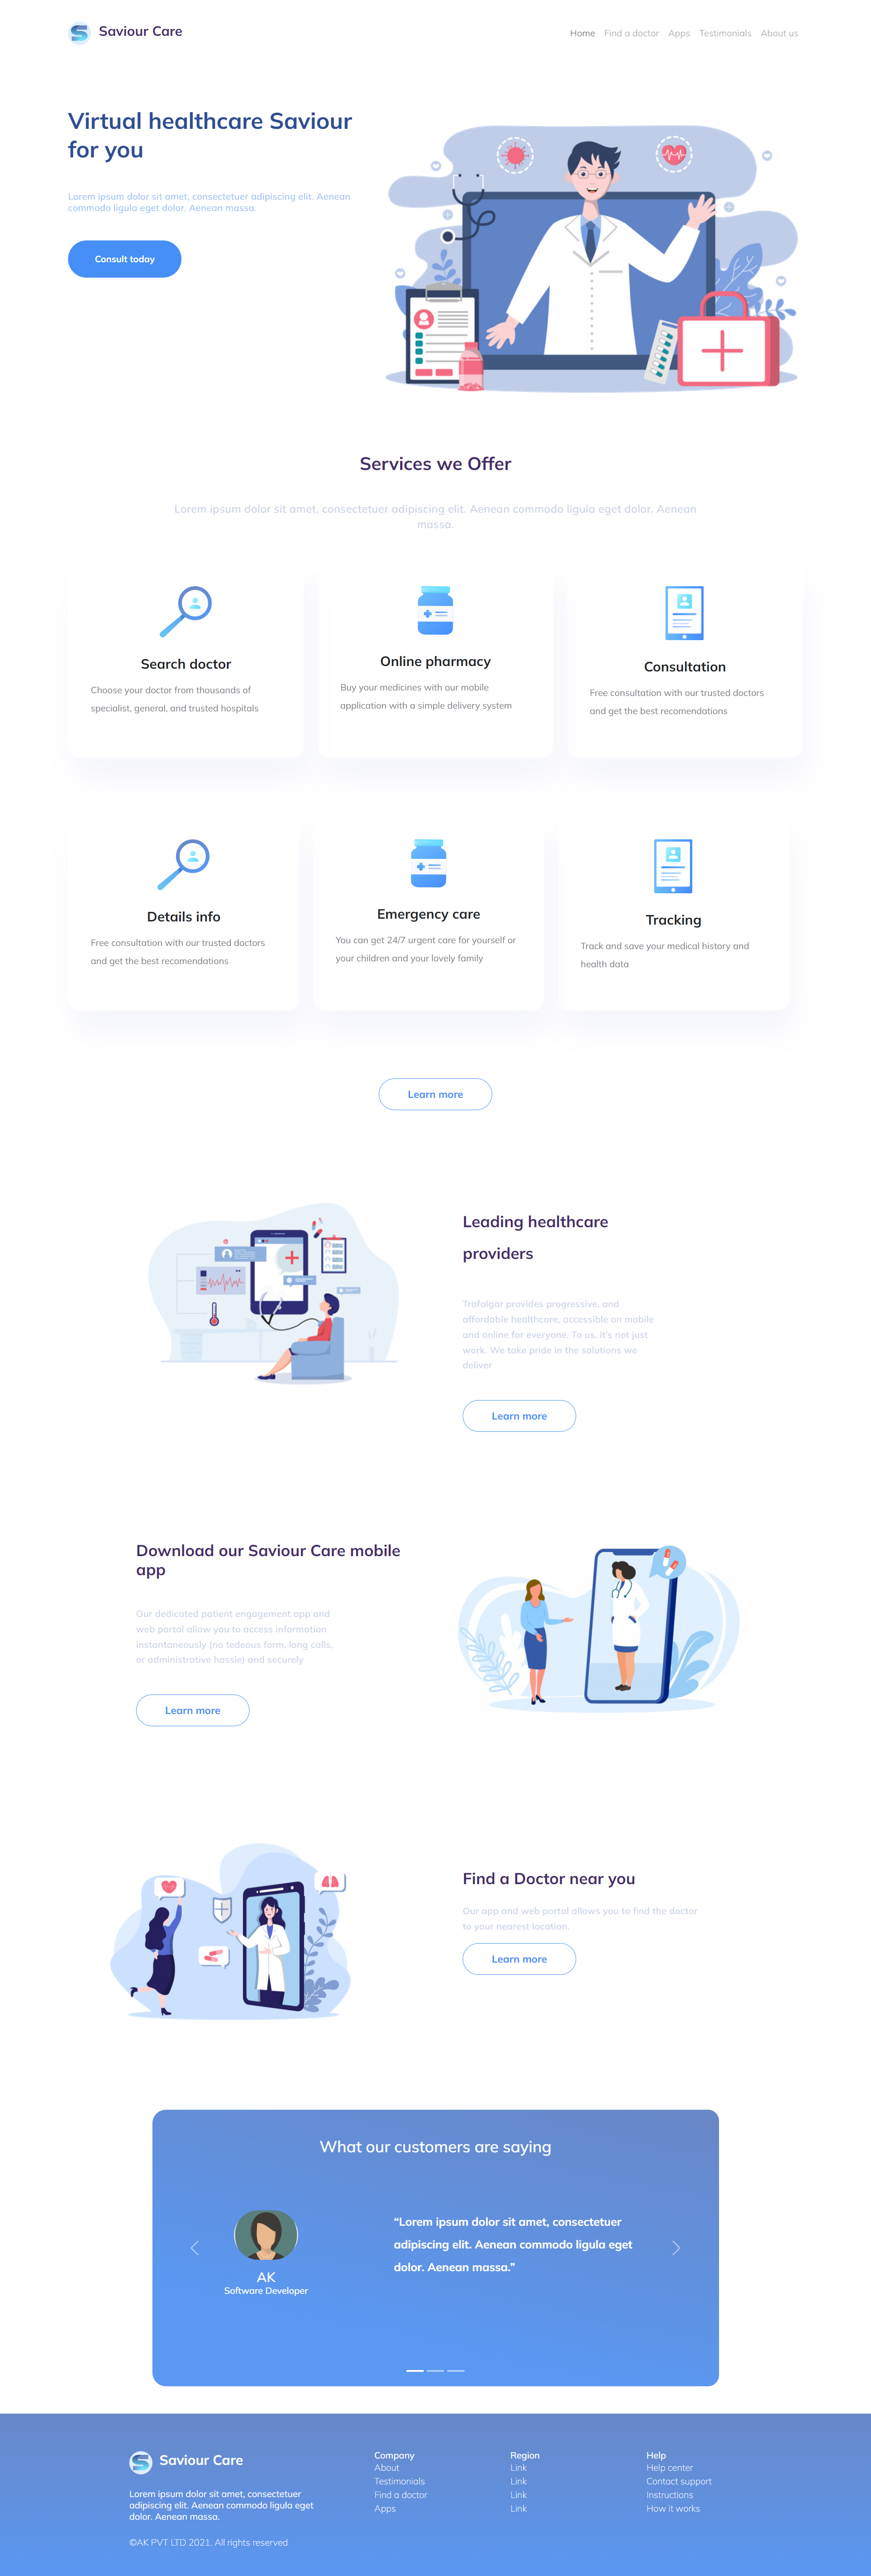 Saviour Care
Home Find a doctor Apps Testimonials About us
Virtual healthcare Saviour
for you
Lorem ipsum dolor sit amet, consectetuer adipiscing elit. Aenean
commodo ligula eget dolor. Aenean massa.
Consult today
Services we Offer
Lorem ipsum dolor sit amet, consectetuer adipiscing elit. Aenean commodo ligula eget dolor. Aenean
massa.
Search doctor
Choose your doctor from thousands of
specialist, general, and trusted hospitals
Online pharmacy
Buy your medicines with our mobile
application with a simple delivery system
Consultation
Free consultation with our trusted doctors
and get the best recomendations
Details info
Free consultation with our trusted doctors
and get the best recomendations
Emergency care
You can get 24/7 urgent care for yourself or
your children and your lovely family
Tracking
Track and save your medical history and
health data
Learn more
Leading healthcare
providers
Trafalgar provides progressive, and
affordable healthcare, accessible on mobile
and online for everyone. To us, it's not just
work. We take pride in the solutions we
deliver
Learn more
Download our Saviour Care mobile
app
Our dedicated patient engagement app and
web portal allow you to access information
instantaneously (no tedeous form, long calls,
or administrative hassle) and securely
Learn more
Find a Doctor near you
Our app and web portal allows you to find the doctor
to your nearest location.
Learn more
What our customers are saying
AK
Software Developer
“Lorem ipsum dolor sit amet, consectetuer
adipiscing elit. Aenean commodo ligula eget
dolor. Aenean massa.”
Saviour Care
Lorem ipsum dolor sit amet, consectetuer
adipiscing elit. Aenean commodo ligula eget
dolor. Aenean massa.
©AK PVT LTD 2021. All rights reserved
Company
About
Testimonials
Find a doctor
Apps
Region
Link
Link
Link
Link
Help
Help center
Contact support
Instructions
How it works